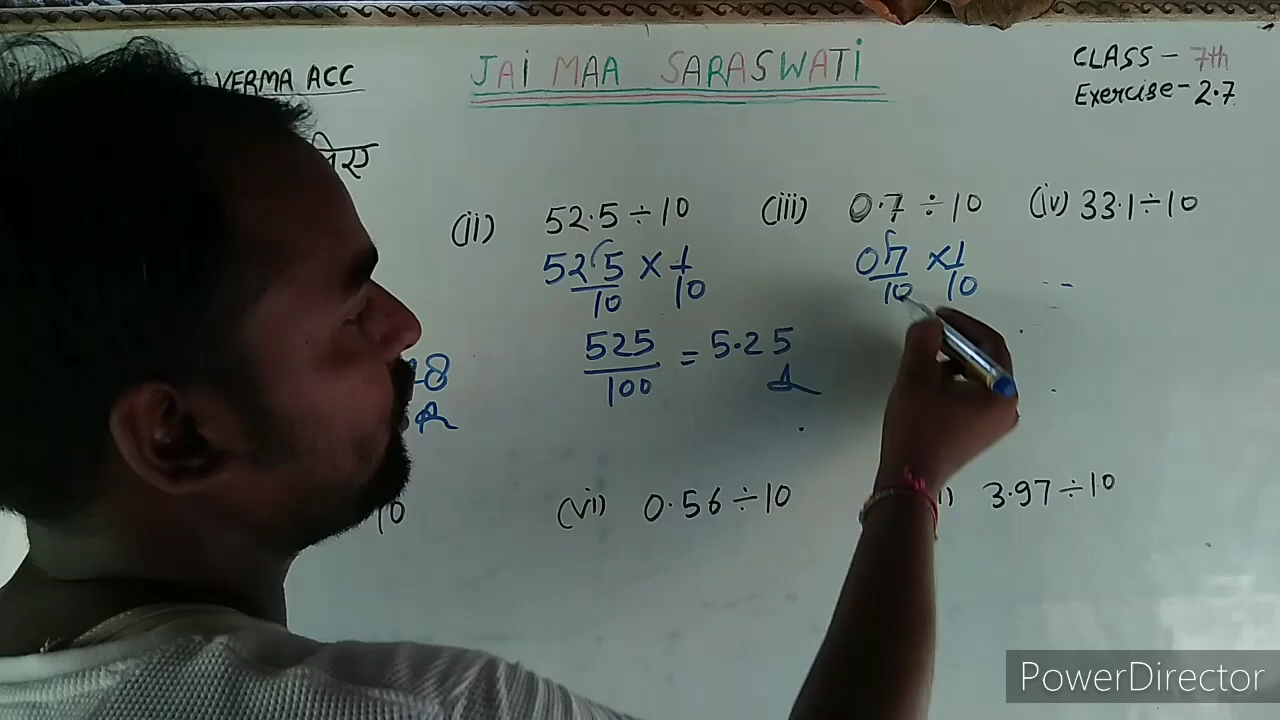 VERMA ACC
JAI MAA SARASWATI
CLASS - 7th
Exercise - 2.7
(ii) 52.5 ÷ 10
(iii) 0.7 ÷ 10
(iv) 33.1 ÷ 10
525/10 × 1/10
07/10 × 1/10
525/100 = 5.25
28
10
(vi) 0.56 ÷ 10
3.97 ÷ 10
PowerDirector